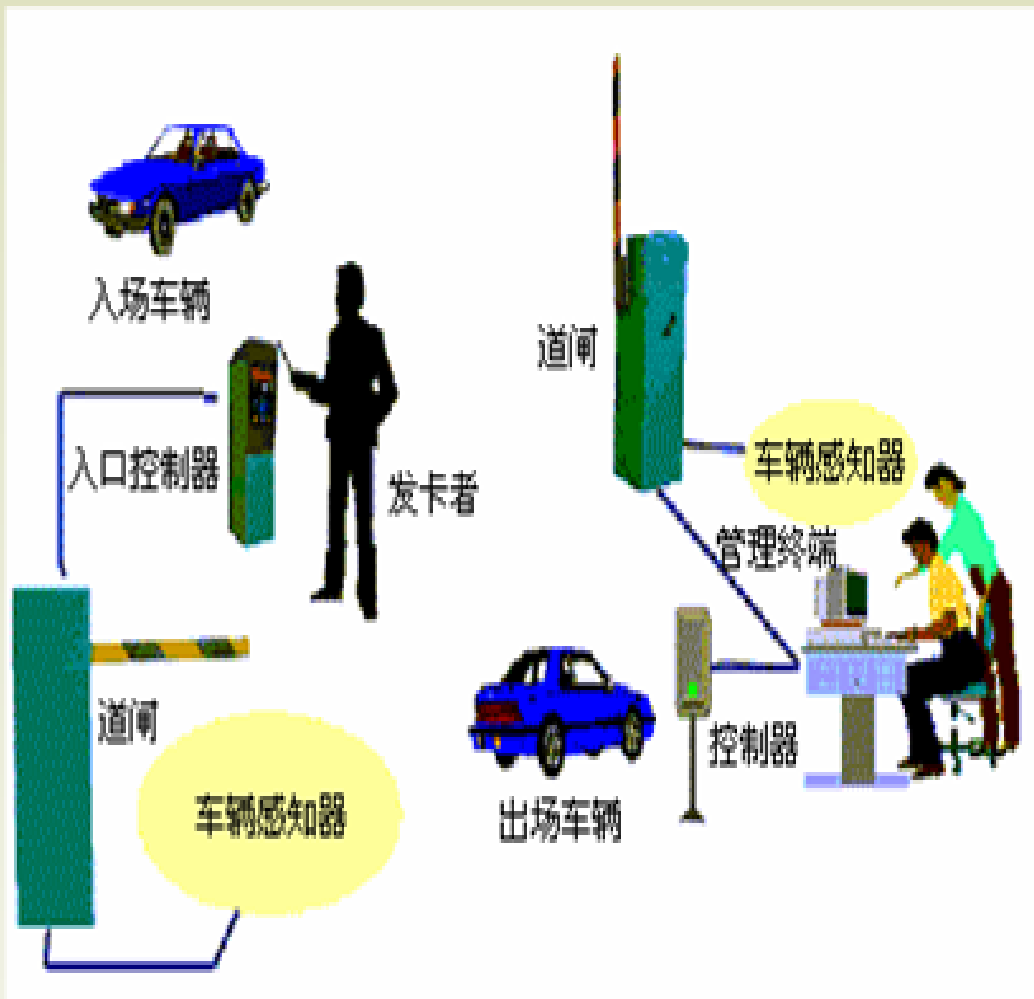 入场车辆
道闸
入口控制器
车辆感知器
发卡者
管理终端
道闸
控制器
车辆感知器
出场车辆